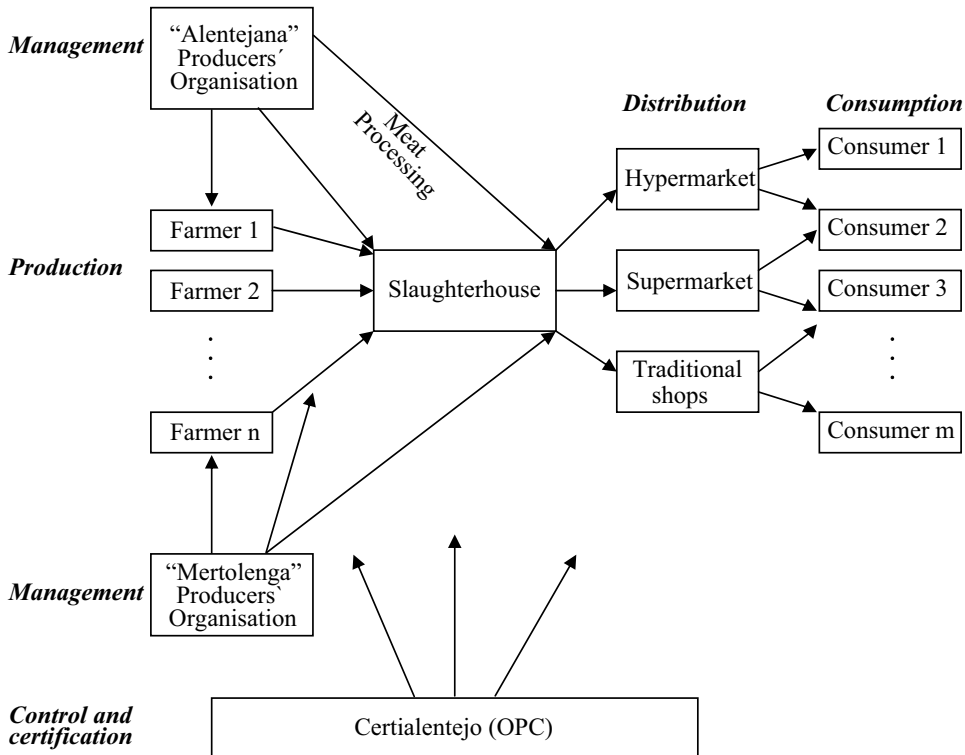 Management
“Alentejana”
Producers´
Organisation
Meat
Processing
Distribution
Consumption
Consumer 1
Hypermarket
Farmer 1
Consumer 2
Production
Farmer 2
Slaughterhouse
Supermarket
Consumer 3
Traditional
shops
Farmer n
Consumer m
Management
“Mertolenga”
Producers`
Organisation
Control and
certification
Certialentejo (OPC)